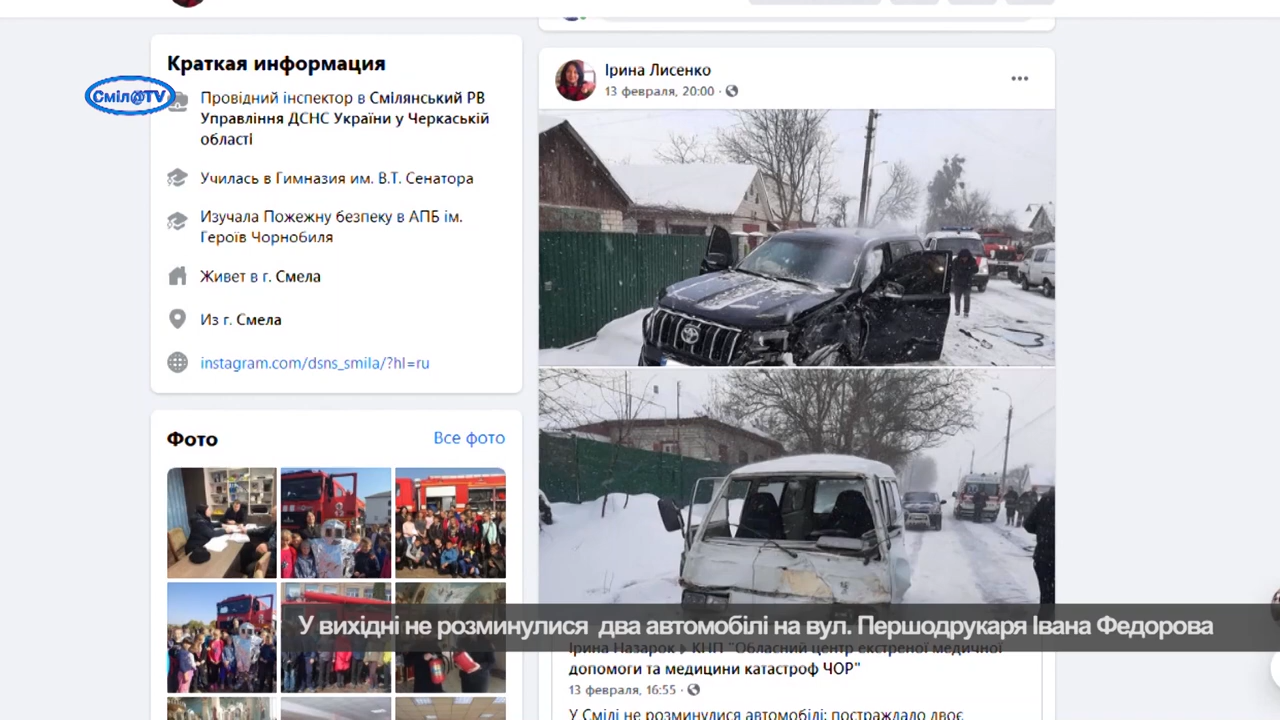 Краткая информация
Сміл@TV
Провідний інспектор в Смілянський РВ
Управління ДСНС України у Черкаській
області
Училась в Гимназия им. В.Т. Сенатора
Изучала Пожежну безпеку в АПБ ім.
Героїв Чорнобиля
Живет в г. Смела
Из г. Смела
instagram.com/dsns_smila/?hl=ru
Фото
Все фото
Ірина Лисенко
13 февраля, 20:00
У вихідні не розминулися два автомобілі на вул. Першодрукаря Івана Федорова
Ірина Назарок ▸ КНП "Обласний центр екстреної медичної
допомоги та медицини катастроф ЧОР"
13 февраля, 16:55
У Смілі не розминулися автомобілі: постраждало двоє